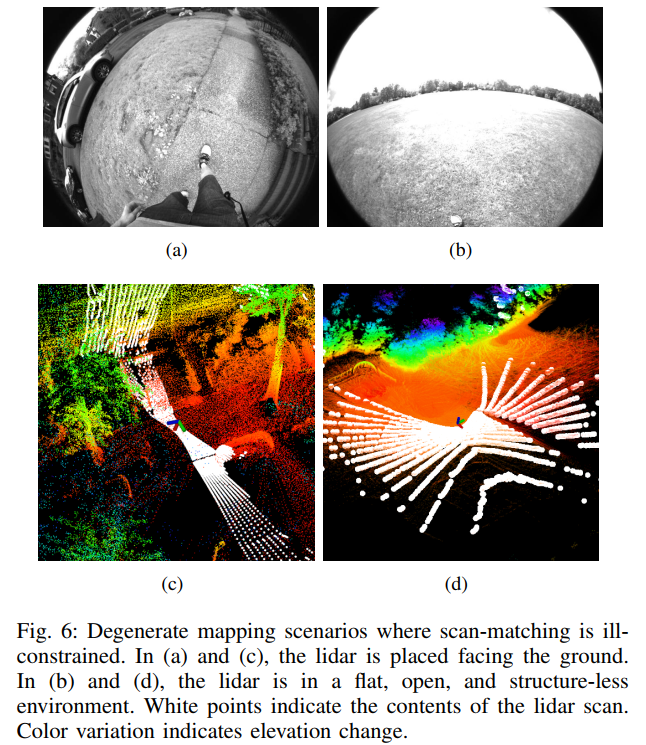 (a)
(b)
(c)
(d)
Fig. 6: Degenerate mapping scenarios where scan-matching is ill-
constrained. In (a) and (c), the lidar is placed facing the ground.
In (b) and (d), the lidar is in a flat, open, and structure-less
environment. White points indicate the contents of the lidar scan.
Color variation indicates elevation change.